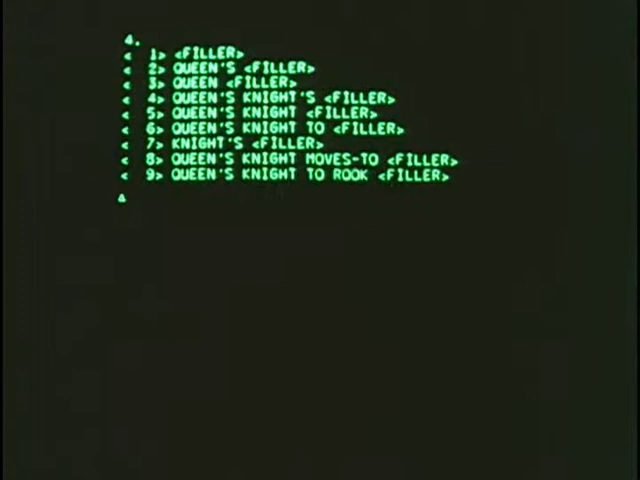 4.
< 1> <FILLER>
< 2> QUEEN'S <FILLER>
< 3> QUEEN <FILLER>
< 4> QUEEN'S KNIGHT'S <FILLER>
< 5> QUEEN'S KNIGHT <FILLER>
< 6> QUEEN'S KNIGHT TO <FILLER>
< 7> KNIGHT'S <FILLER>
< 8> QUEEN'S KNIGHT MOVES-TO <FILLER>
< 9> QUEEN'S KNIGHT TO ROOK <FILLER>